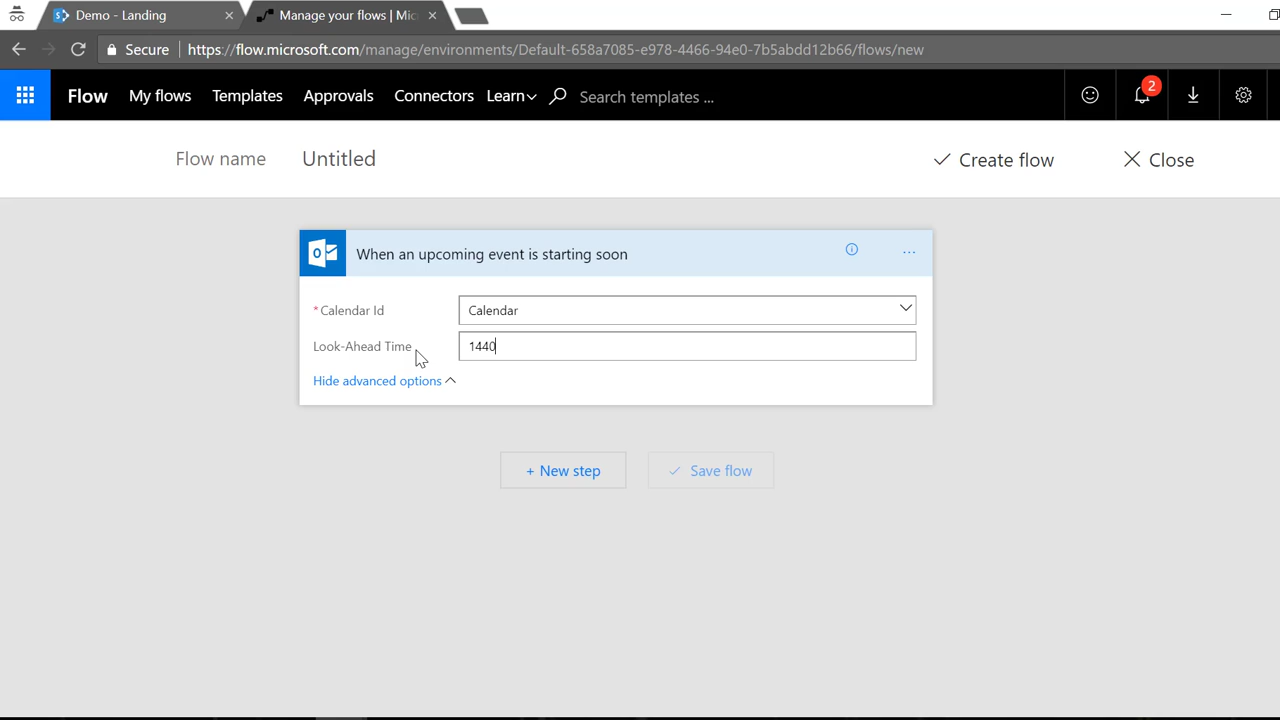 Demo - Landing
Manage your flows | Mic
Secure
https://flow.microsoft.com/manage/environments/Default-658a7085-e978-4466-94e0-7b5abdd12b66/flows/new
Flow My flows Templates Approvals Connectors Learn Search templates ... 2
Flow name Untitled Create flow Close
When an upcoming event is starting soon ...
* Calendar Id Calendar
Look-Ahead Time 1440
Hide advanced options
+ New step Save flow